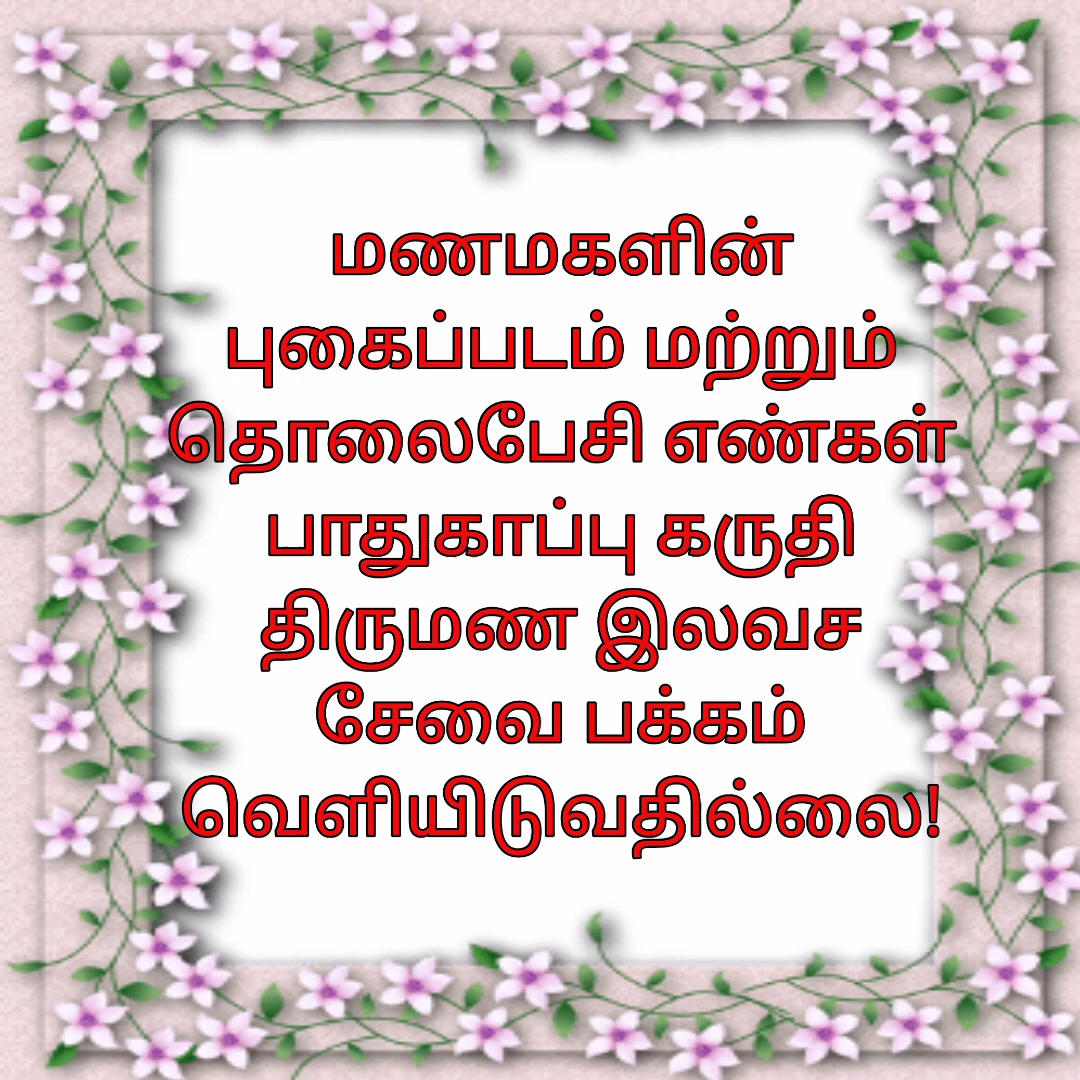 மணமகளின்
புகைப்படம் மற்றும்
தொலைபேசி எண்கள்
பாதுகாப்பு கருதி
திருமண இலவச
சேவை பக்கம்
வெளியிடுவதில்லை!